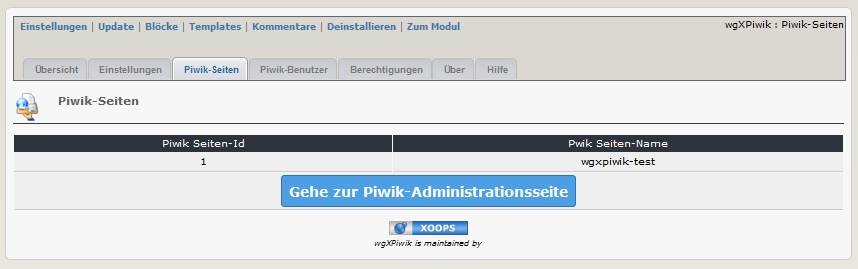 Einstellungen | Update | Blöcke | Templates | Kommentare | Deinstallieren | Zum Modul
wgXPiwik : Piwik-Seiten
Übersicht Einstellungen Piwik-Seiten Piwik-Benutzer Berechtigungen Über Hilfe
Piwik-Seiten
Piwik Seiten-Id Pwik Seiten-Name
1 wgxpiwik-test
Gehe zur Piwik-Administrationsseite
XOOPS
wgXPiwik is maintained by